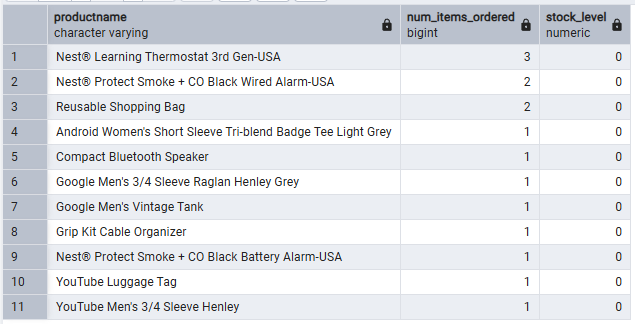 productname num_items_ordered stock_level
character varying bigint numeric
1 Nest® Learning Thermostat 3rd Gen-USA 3 0
2 Nest® Protect Smoke + CO Black Wired Alarm-USA 2 0
3 Reusable Shopping Bag 2 0
4 Android Women's Short Sleeve Tri-blend Badge Tee Light Grey 1 0
5 Compact Bluetooth Speaker 1 0
6 Google Men's 3/4 Sleeve Raglan Henley Grey 1 0
7 Google Men's Vintage Tank 1 0
8 Grip Kit Cable Organizer 1 0
9 Nest® Protect Smoke + CO Black Battery Alarm-USA 1 0
10 YouTube Luggage Tag 1 0
11 YouTube Men's 3/4 Sleeve Henley 1 0